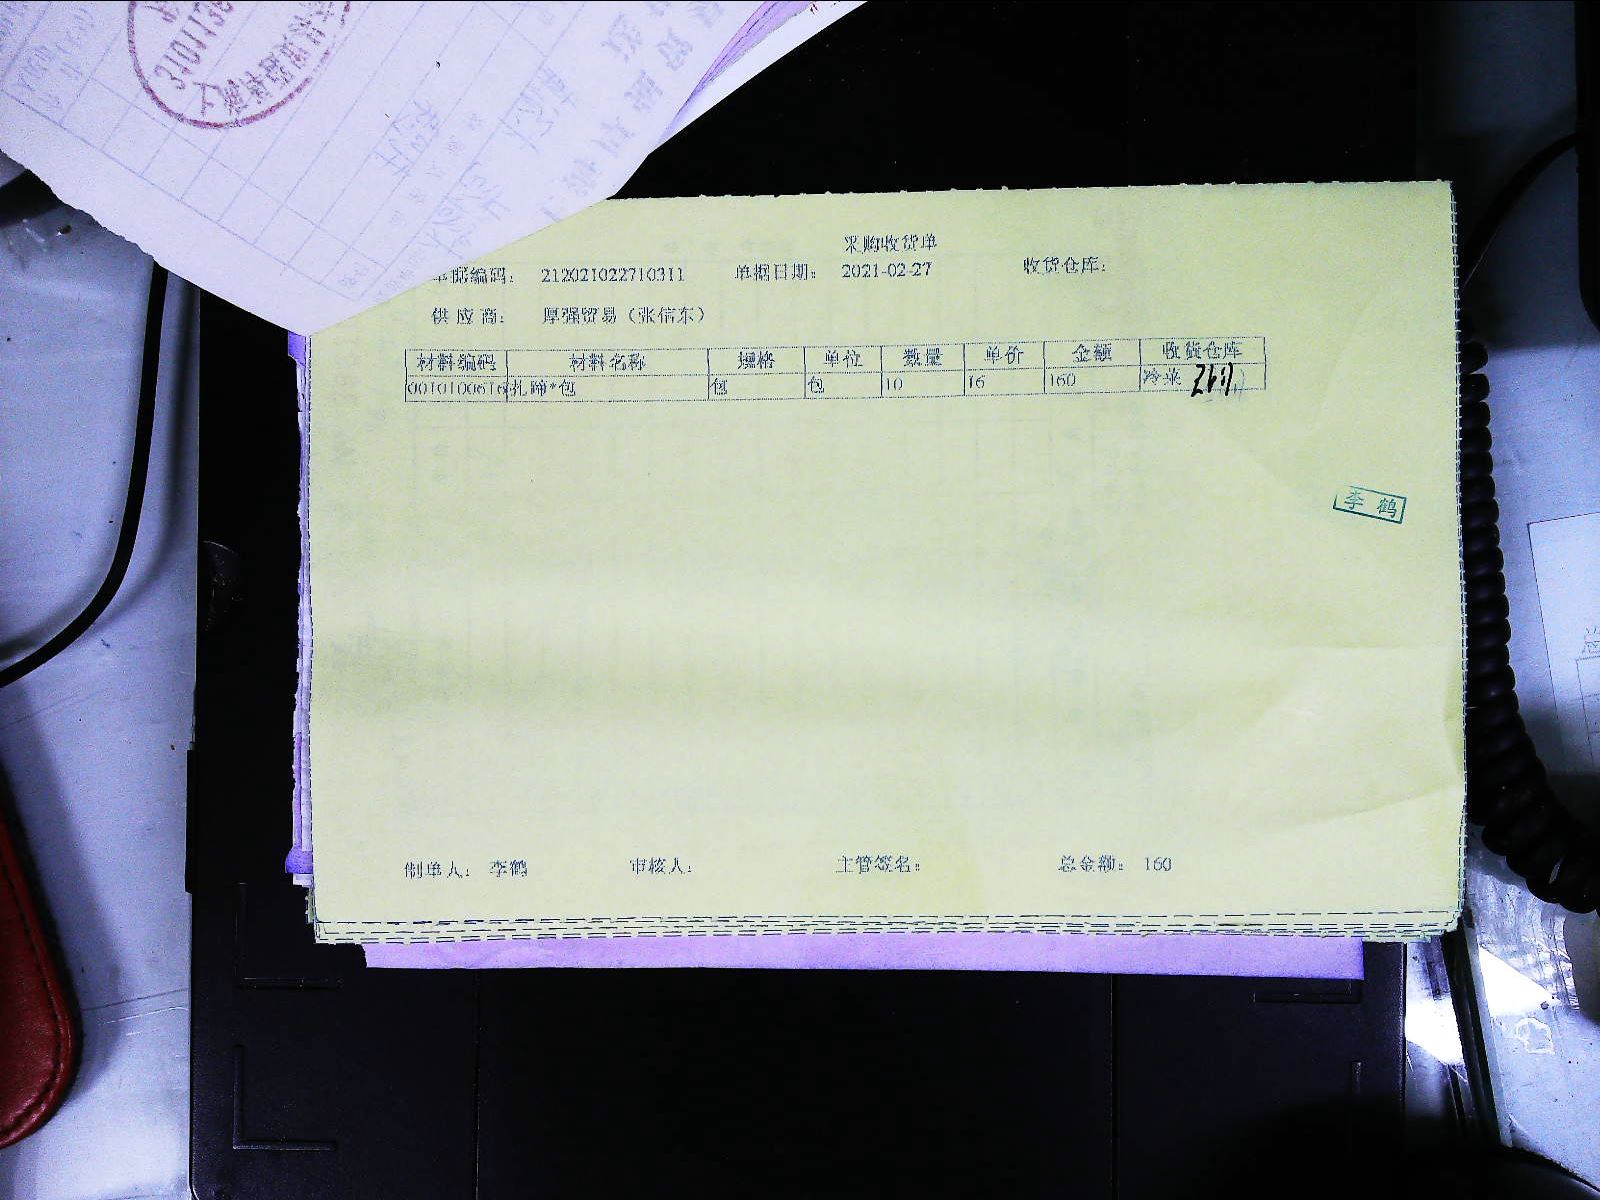 采购收货单
单据编码： 212021022710311 单据日期： 2021-02-27 收货仓库：
供应商： 厚强贸易（张信东）
材料编码 材料名称 规格 单位 数量 单价 金额 收货仓库
0010100616 扎蹄*包 包 包 10 16 160 冷菜
李鹤
制单人： 李鹤 审核人： 主管签名： 总金额： 160